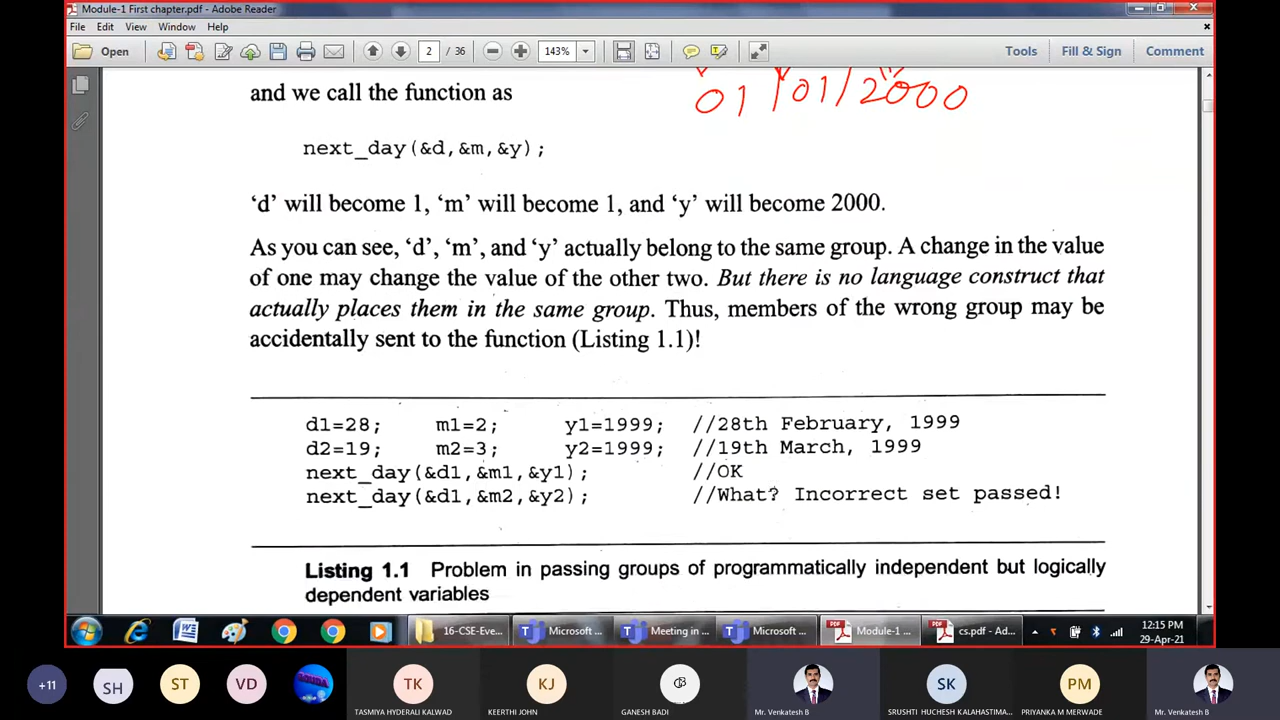 Module-1 First chapter.pdf - Adobe Reader
File Edit View Window Help
Open 2 / 36 143% Tools Fill & Sign Comment
and we call the function as
01/01/2000
next_day(&d,&m,&y);
‘d’ will become 1, ‘m’ will become 1, and ‘y’ will become 2000.
As you can see, ‘d’, ‘m’, and ‘y’ actually belong to the same group. A change in the value
of one may change the value of the other two. But there is no language construct that
actually places them in the same group. Thus, members of the wrong group may be
accidentally sent to the function (Listing 1.1)!
d1=28; m1=2; y1=1999; //28th February, 1999
d2=19; m2=3; y2=1999; //19th March, 1999
next_day(&d1,&m1,&y1); //OK
next_day(&d1,&m2,&y2); //What? Incorrect set passed!
Listing 1.1 Problem in passing groups of programmatically independent but logically
dependent variables
16-CSE-Eve... Microsoft ... Meeting in ... Microsoft ... Module-1 ... cs.pdf - Ad... 12:15 PM
29-Apr-21
+11 SH ST VD TK KJ GB SK PM
TASMIYA HYDERALI KALWAD KEERTHI JOHN GANESH BADI Mr. Venkatesh B SRUSHTI HUCHESH KALAHASTIMA... PRIYANKA M MERWADE Mr. Venkatesh B